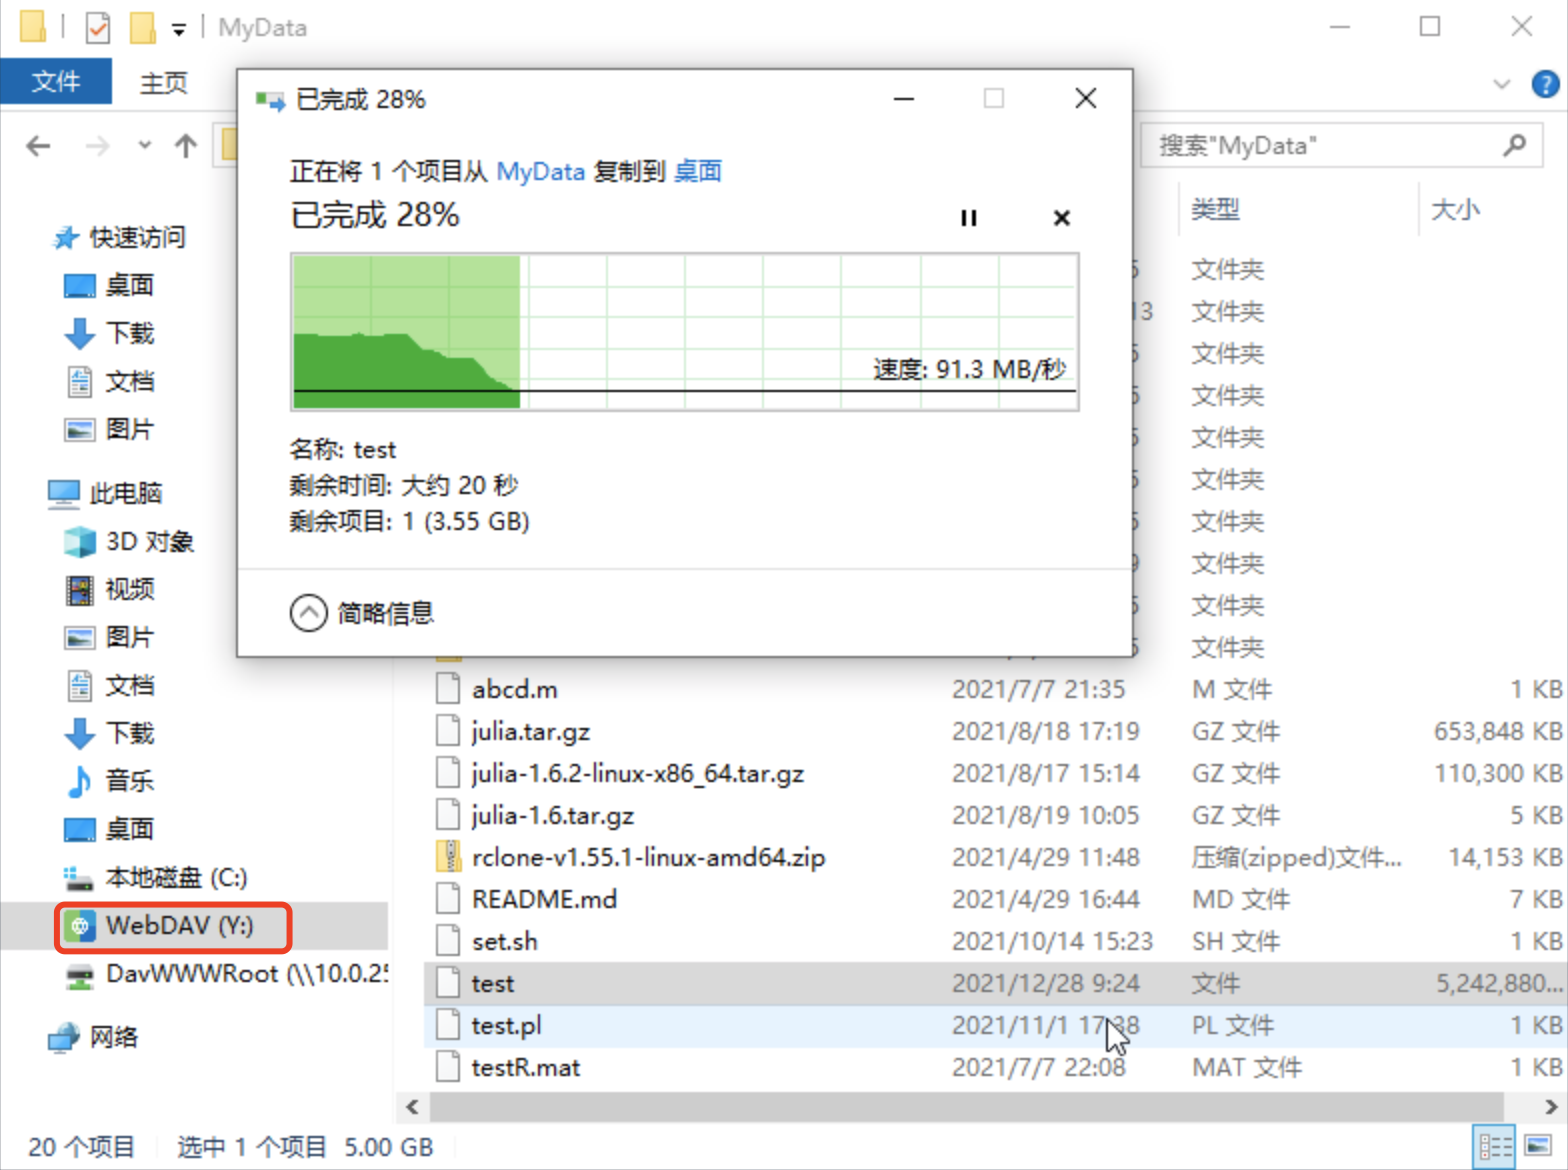 MyData
文件
主页
已完成 28%
正在将 1 个项目从 MyData 复制到 桌面
已完成 28%
速度: 91.3 MB/秒
名称: test
剩余时间: 大约 20 秒
剩余项目: 1 (3.55 GB)
简略信息
搜索"MyData"
类型 大小
快速访问
桌面
下载
文档
图片
此电脑
3D 对象
视频
图片
文档
下载
音乐
桌面
本地磁盘 (C:)
WebDAV (Y:)
DavWWWRoot (\\10.0.25
网络
文件夹
13 文件夹
文件夹
文件夹
文件夹
文件夹
文件夹
文件夹
文件夹
文件夹
abcd.m 2021/7/7 21:35 M 文件 1 KB
julia.tar.gz 2021/8/18 17:19 GZ 文件 653,848 KB
julia-1.6.2-linux-x86_64.tar.gz 2021/8/17 15:14 GZ 文件 110,300 KB
julia-1.6.tar.gz 2021/8/19 10:05 GZ 文件 5 KB
rclone-v1.55.1-linux-amd64.zip 2021/4/29 11:48 压缩(zipped)文件... 14,153 KB
README.md 2021/4/29 16:44 MD 文件 7 KB
set.sh 2021/10/14 15:23 SH 文件 1 KB
test 2021/12/28 9:24 文件 5,242,880...
test.pl 2021/11/1 17:38 PL 文件 1 KB
testR.mat 2021/7/7 22:08 MAT 文件 1 KB
20 个项目 选中 1 个项目 5.00 GB